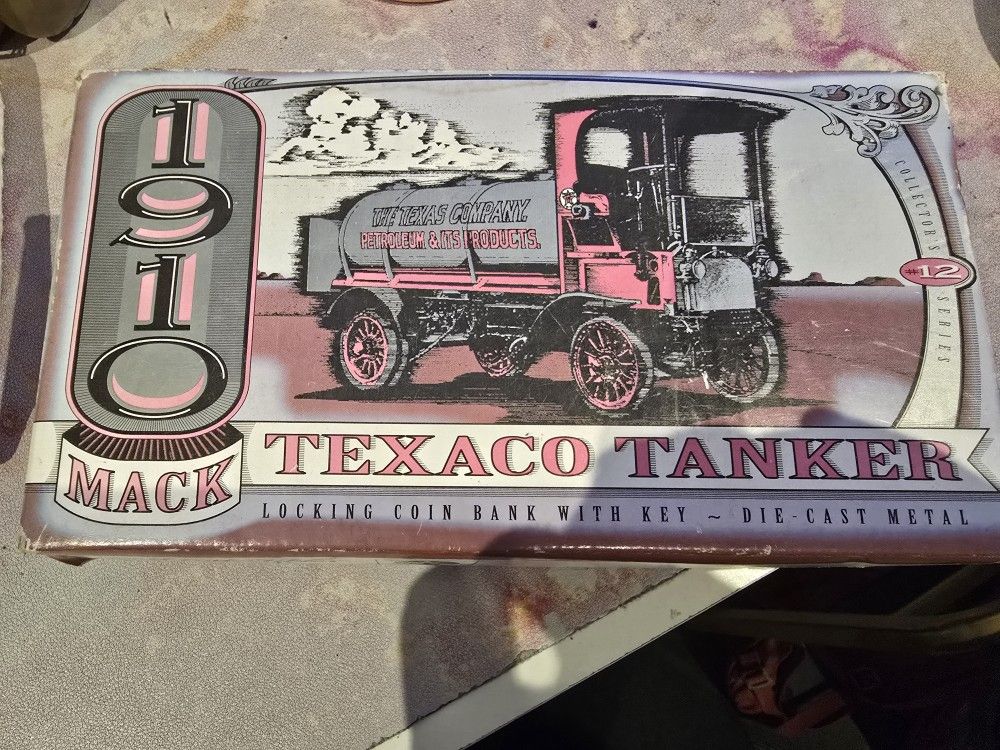 1910
MACK
THE TEXAS COMPANY.
PETROLEUM & ITS PRODUCTS.
COLLECTOR'S
#12
SERIES
TEXACO TANKER
LOCKING COIN BANK WITH KEY ~ DIE-CAST METAL